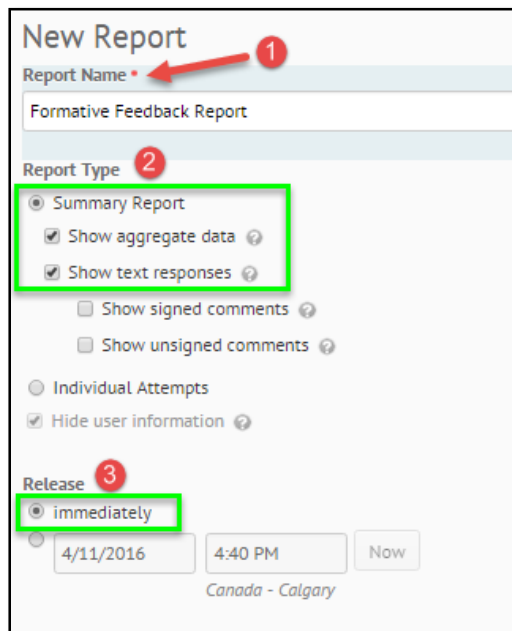 New Report
1
Report Name •
Formative Feedback Report
Report Type 2
Summary Report
Show aggregate data ?
Show text responses ?
Show signed comments ?
Show unsigned comments ?
Individual Attempts
Hide user information ?
Release 3
immediately
4/11/2016 4:40 PM Now
Canada - Calgary